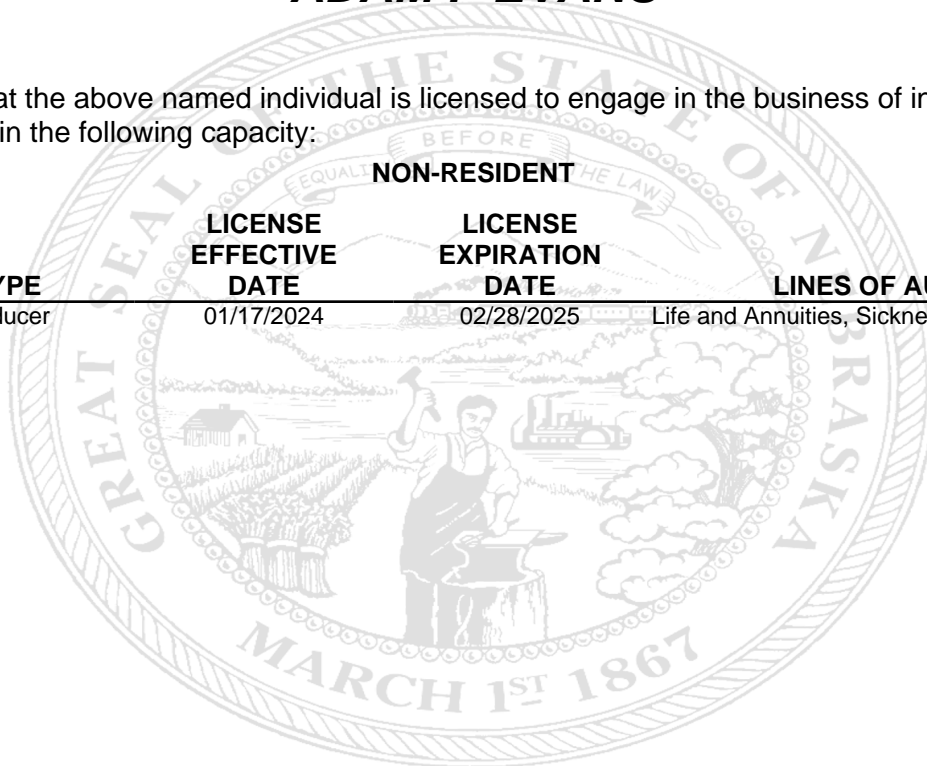 ADAM EVANS
at the above named individual is licensed to engage in the business of in
in the following capacity:
NON-RESIDENT
LICENSE EFFECTIVE DATE
LICENSE EXPIRATION DATE
YPE
LINES OF AU
ducer 01/17/2024 02/28/2025 Life and Annuities, Sickne
GREAT SEAL OF THE STATE OF NEBRASKA
EQUALITY BEFORE THE LAW
MARCH 1ST 1867